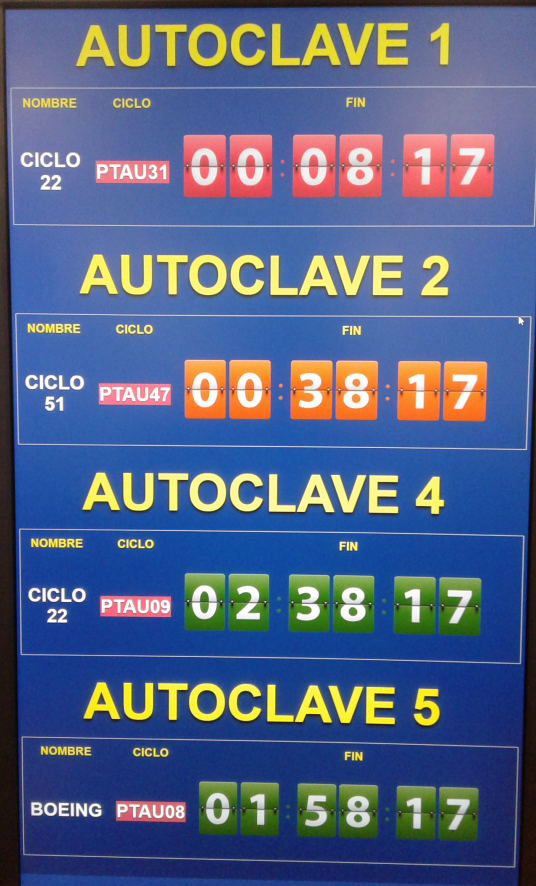 AUTOCLAVE 1
NOMBRE CICLO FIN
CICLO 22 PTAU31 00:08:17
AUTOCLAVE 2
NOMBRE CICLO FIN
CICLO 51 PTAU47 00:38:17
AUTOCLAVE 4
NOMBRE CICLO FIN
CICLO 22 PTAU09 02:38:17
AUTOCLAVE 5
NOMBRE CICLO FIN
BOEING PTAU08 01:58:17